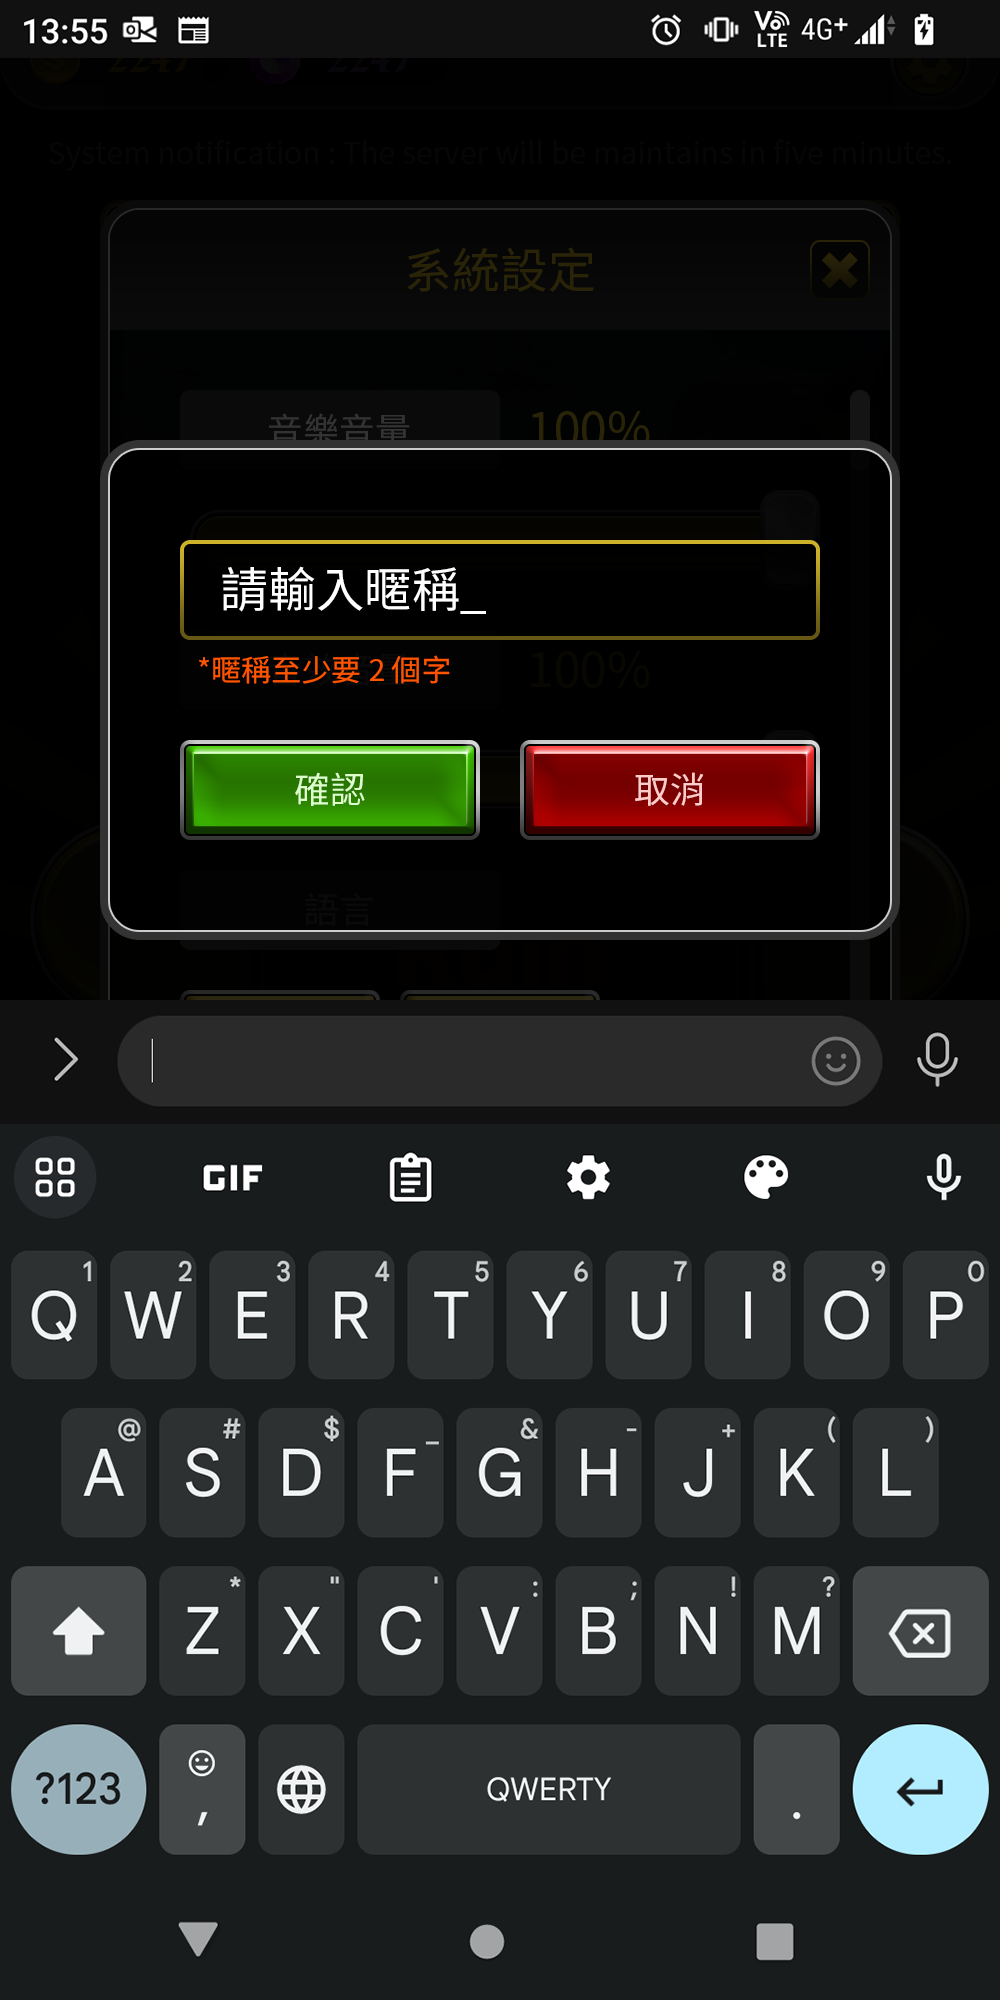 13:55 VoLTE 4G+
2247 2247
System notification : The server will be maintains in five minutes.
系統設定
音樂音量 100%
請輸入暱稱_
*暱稱至少要 2 個字
100%
確認 取消
語言
GIF
1 2 3 4 5 6 7 8 9 0
Q W E R T Y U I O P
@ # $ _ & - + ( )
A S D F G H J K L
* " ' : ; ! ?
Z X C V B N M
?123 , QWERTY .